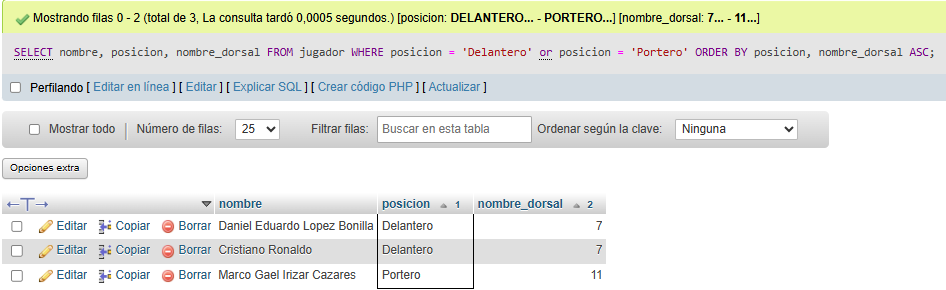 Mostrando filas 0 - 2 (total de 3, La consulta tardó 0,0005 segundos.) [posicion: DELANTERO... - PORTERO...] [nombre_dorsal: 7... - 11...]
SELECT nombre, posicion, nombre_dorsal FROM jugador WHERE posicion = 'Delantero' or posicion = 'Portero' ORDER BY posicion, nombre_dorsal ASC;
Perfilando [ Editar en línea ] [ Editar ] [ Explicar SQL ] [ Crear código PHP ] [ Actualizar ]
Mostrar todo | Número de filas: 25 Filtrar filas: Buscar en esta tabla Ordenar según la clave: Ninguna
Opciones extra
←T→ nombre posicion 1 nombre_dorsal 2
Editar Copiar Borrar Daniel Eduardo Lopez Bonilla Delantero 7
Editar Copiar Borrar Cristiano Ronaldo Delantero 7
Editar Copiar Borrar Marco Gael Irizar Cazares Portero 11